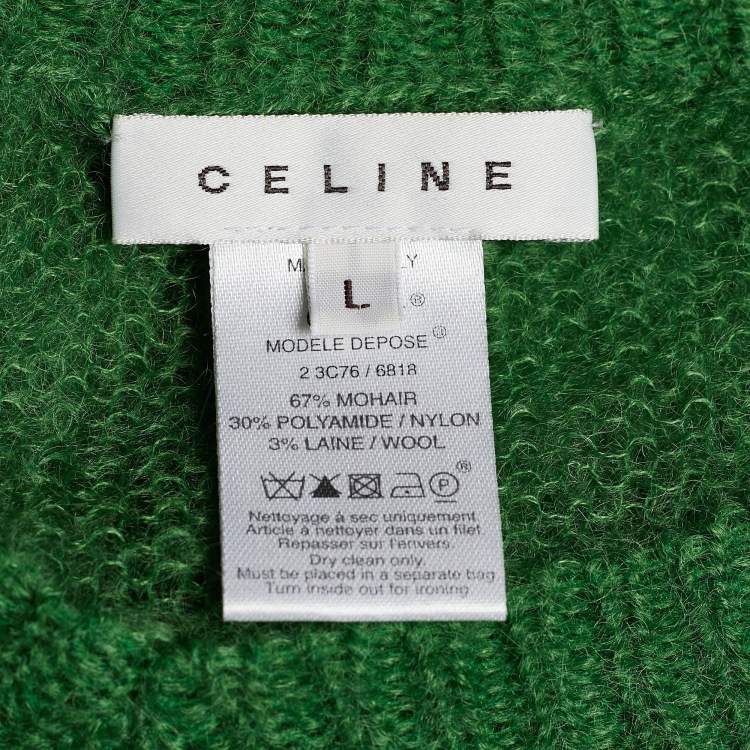 CELINE
L
®
MODELE DEPOSE®
2 3C76 / 6818
67% MOHAIR
30% POLYAMIDE / NYLON
3% LAINE / WOOL
P ®
Nettoyage à sec uniquement
Article à nettoyer dans un filet
Repasser sur l'envers.
Dry clean only.
Must be placed in a separate bag
Turn inside out for ironing.